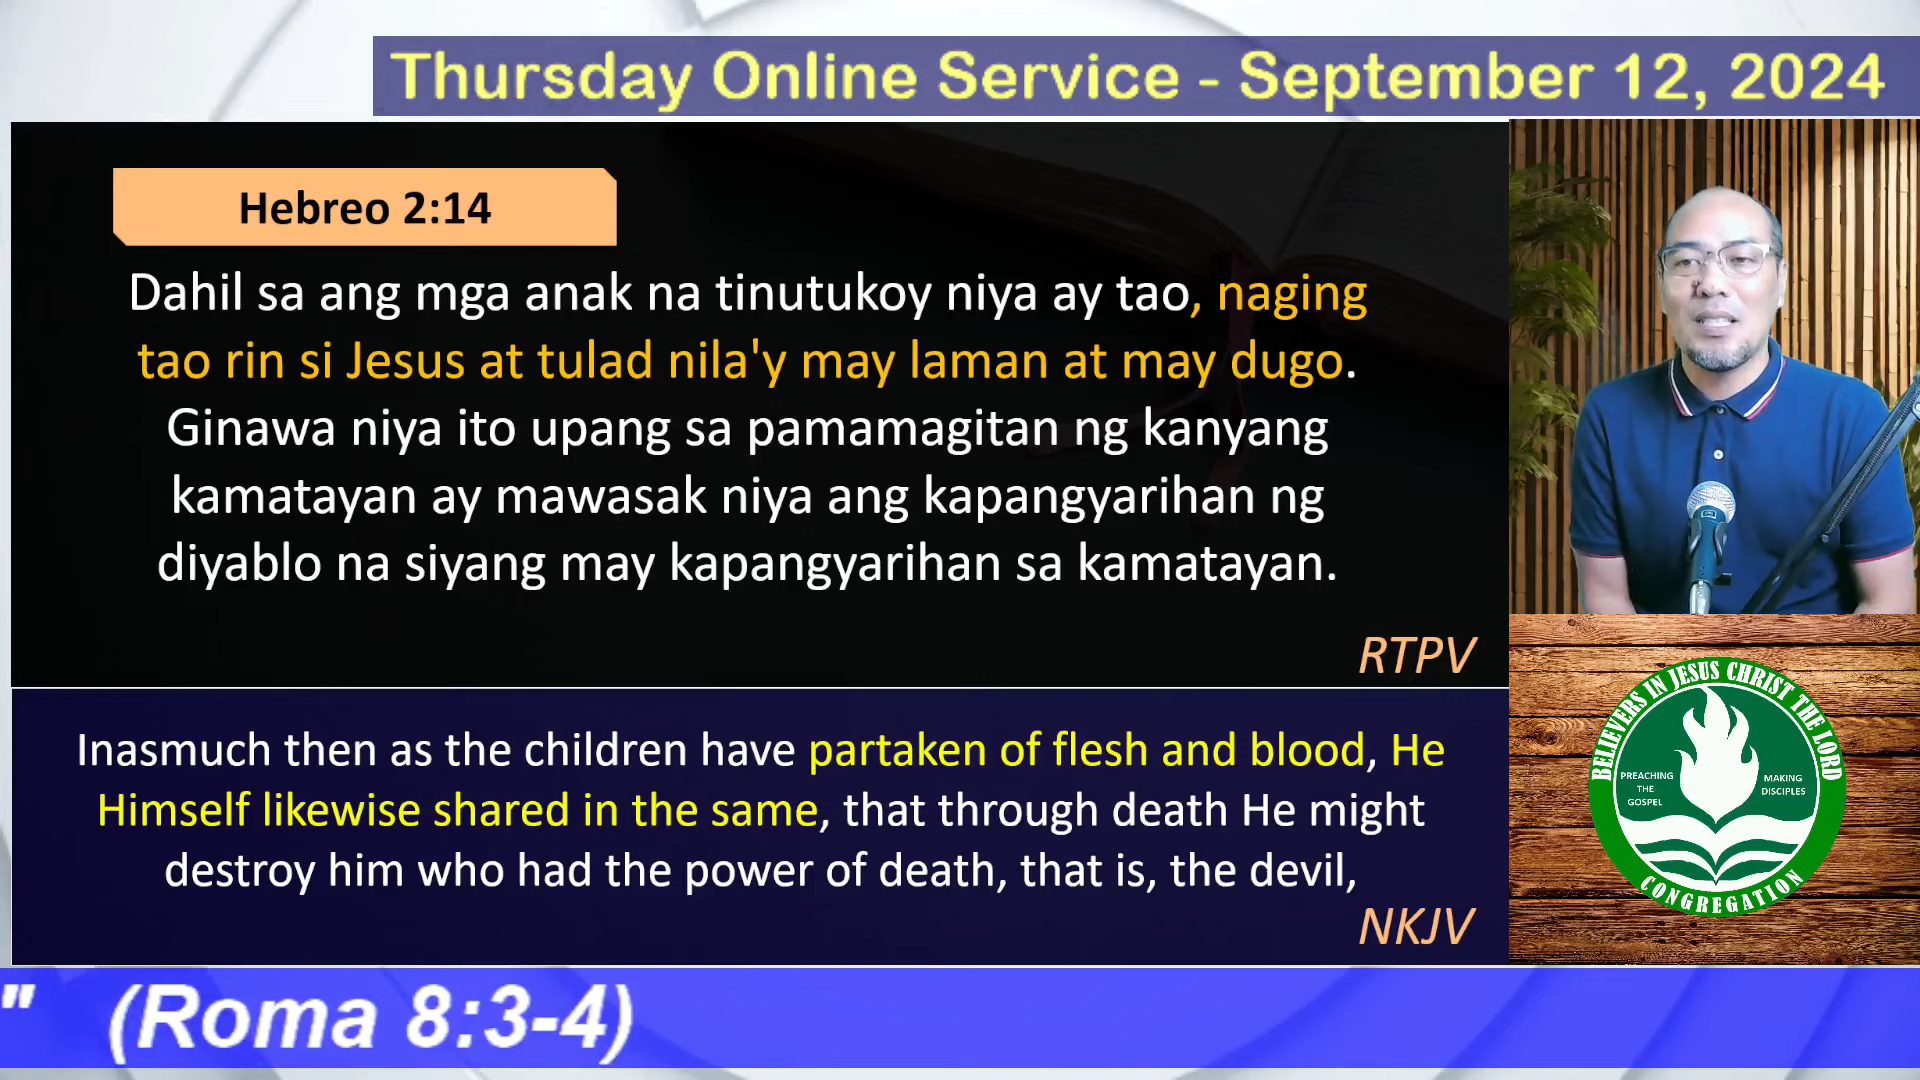 Thursday Online Service - September 12, 2024
Hebreo 2:14
Dahil sa ang mga anak na tinutukoy niya ay tao, naging
tao rin si Jesus at tulad nila'y may laman at may dugo.
Ginawa niya ito upang sa pamamagitan ng kanyang
kamatayan ay mawasak niya ang kapangyarihan ng
diyablo na siyang may kapangyarihan sa kamatayan.
RTPV
Inasmuch then as the children have partaken of flesh and blood, He
Himself likewise shared in the same, that through death He might
destroy him who had the power of death, that is, the devil,
NKJV
BELIEVERS IN JESUS CHRIST THE LORD
PREACHING
THE
GOSPEL
MAKING
DISCIPLES
CONGREGATION
" (Roma 8:3-4)